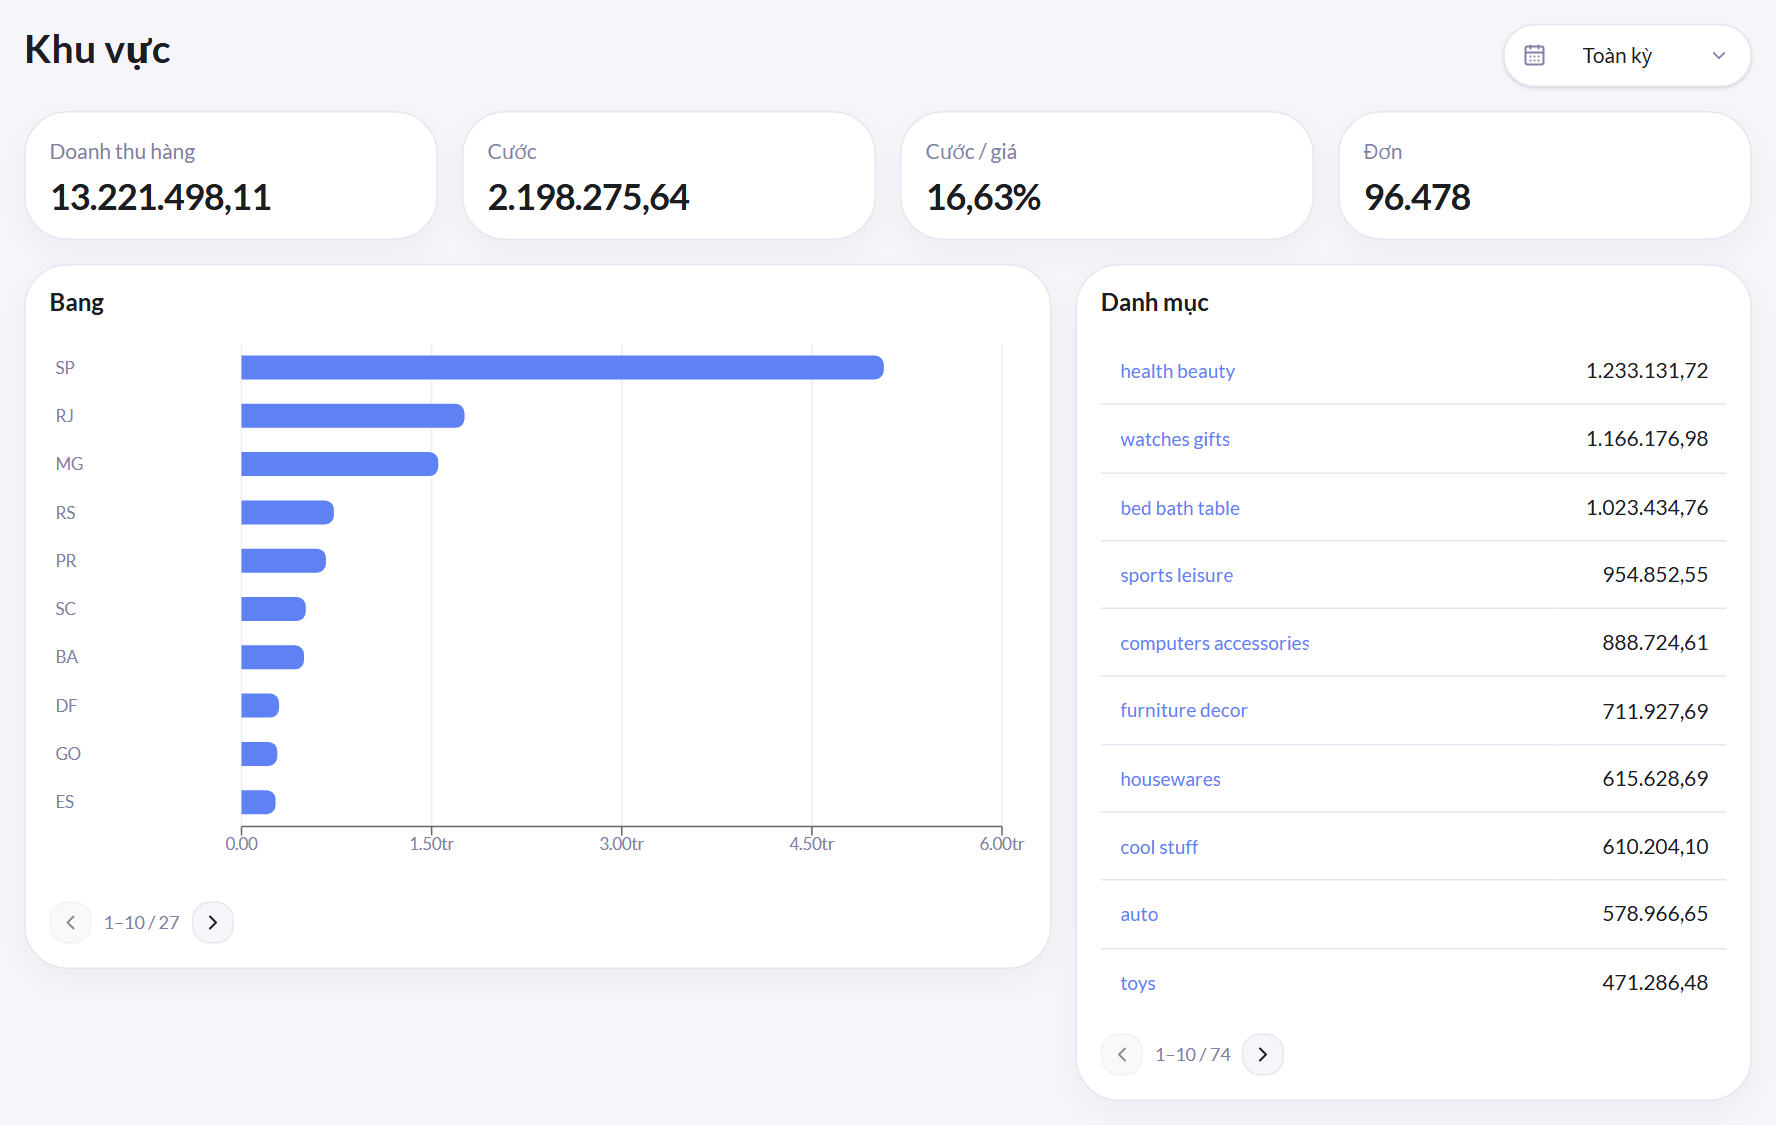 Khu vực
Toàn kỳ
Doanh thu hàng
13.221.498,11
Cước
2.198.275,64
Cước / giá
16,63%
Đơn
96.478
Bang
SP
RJ
MG
RS
PR
SC
BA
DF
GO
ES
0.00 1.50tr 3.00tr 4.50tr 6.00tr
1–10 / 27
Danh mục
health beauty 1.233.131,72
watches gifts 1.166.176,98
bed bath table 1.023.434,76
sports leisure 954.852,55
computers accessories 888.724,61
furniture decor 711.927,69
housewares 615.628,69
cool stuff 610.204,10
auto 578.966,65
toys 471.286,48
1–10 / 74